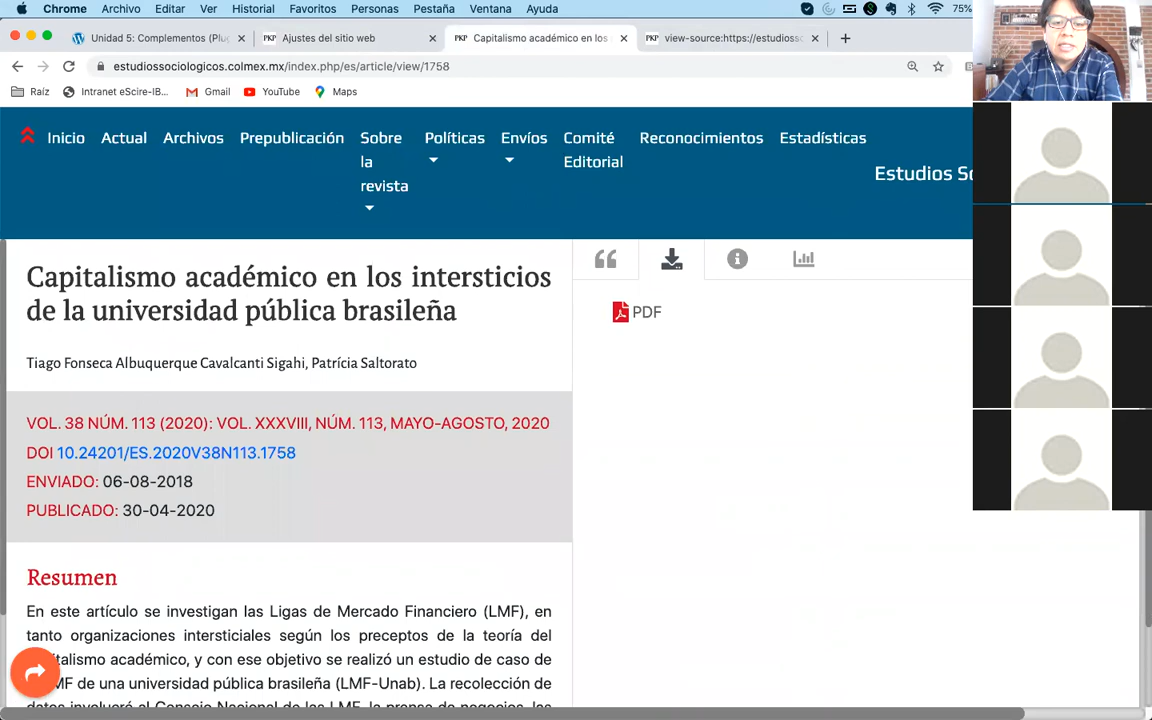 Chrome Archivo Editar Ver Historial Favoritos Personas Pestaña Ventana Ayuda 75%
Unidad 5: Complementos (Plu
Ajustes del sitio web
Capitalismo académico en los
view-source:https://estudioss
estudiossociologicos.colmex.mx/index.php/es/article/view/1758
Raíz Intranet eScire-IB... Gmail YouTube Maps
Inicio Actual Archivos Prepublicación Sobre la revista Políticas Envíos Comité Editorial Reconocimientos Estadísticas
Estudios So
Capitalismo académico en los intersticios
de la universidad pública brasileña
Tiago Fonseca Albuquerque Cavalcanti Sigahi, Patrícia Saltorato
VOL. 38 NÚM. 113 (2020): VOL. XXXVIII, NÚM. 113, MAYO-AGOSTO, 2020
DOI 10.24201/ES.2020V38N113.1758
ENVIADO: 06-08-2018
PUBLICADO: 30-04-2020
PDF
Resumen
En este artículo se investigan las Ligas de Mercado Financiero (LMF), en
tanto organizaciones intersticiales según los preceptos de la teoría del
talismo académico, y con ese objetivo se realizó un estudio de caso de
MF de una universidad pública brasileña (LMF-Unab). La recolección de
datos involucró al Consejo Nacional de las LMF, la prensa de negocios, las